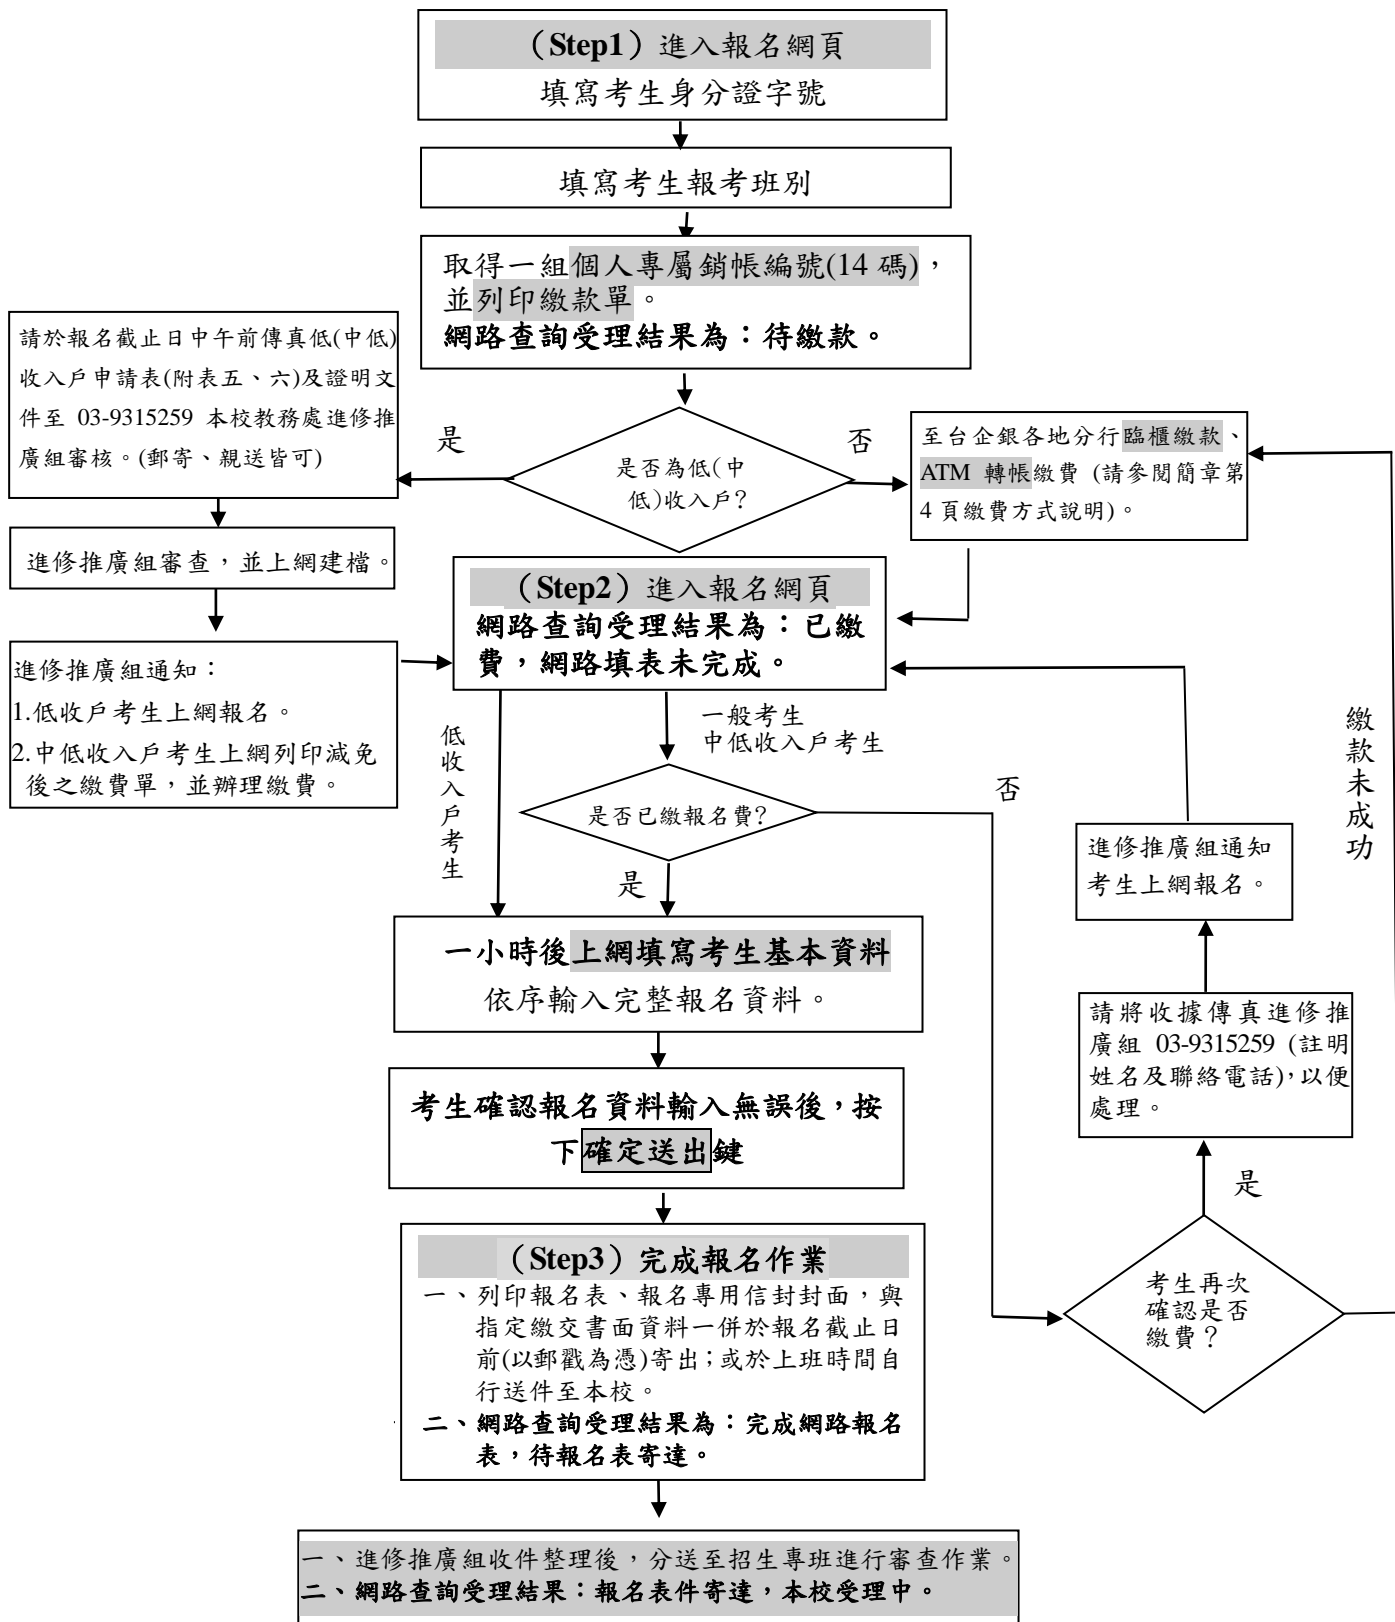 （Step1）進入報名網頁
填寫考生身分證字號
填寫考生報考班別
取得一組個人專屬銷帳編號(14 碼)，
並列印繳款單。
網路查詢受理結果為：待繳款。
請於報名截止日中午前傳真低(中低)
收入戶申請表(附表五、六)及證明文
件至 03-9315259 本校教務處進修推
廣組審核。(郵寄、親送皆可)
是
是否為低(中
低)收入戶?
否
至台企銀各地分行臨櫃繳款、
ATM 轉帳繳費 (請參閱簡章第
4 頁繳費方式說明)。
進修推廣組審查，並上網建檔。
（Step2）進入報名網頁
網路查詢受理結果為：已繳
費，網路填表未完成。
進修推廣組通知：
1.低收戶考生上網報名。
2.中低收入戶考生上網列印減免
後之繳費單，並辦理繳費。
低收入戶考生
一般考生
中低收入戶考生
是否已繳報名費?
否
是
繳款未成功
進修推廣組通知
考生上網報名。
一小時後上網填寫考生基本資料
依序輸入完整報名資料。
請將收據傳真進修推
廣組 03-9315259 (註明
姓名及聯絡電話)，以便
處理。
考生確認報名資料輸入無誤後，按
下確定送出鍵
是
考生再次
確認是否
繳費？
（Step3）完成報名作業
一、列印報名表、報名專用信封封面，與
指定繳交書面資料一併於報名截止日
前(以郵戳為憑)寄出；或於上班時間自
行送件至本校。
二、網路查詢受理結果為：完成網路報名
表，待報名表寄達。
一、進修推廣組收件整理後，分送至招生專班進行審查作業。
二、網路查詢受理結果：報名表件寄達，本校受理中。